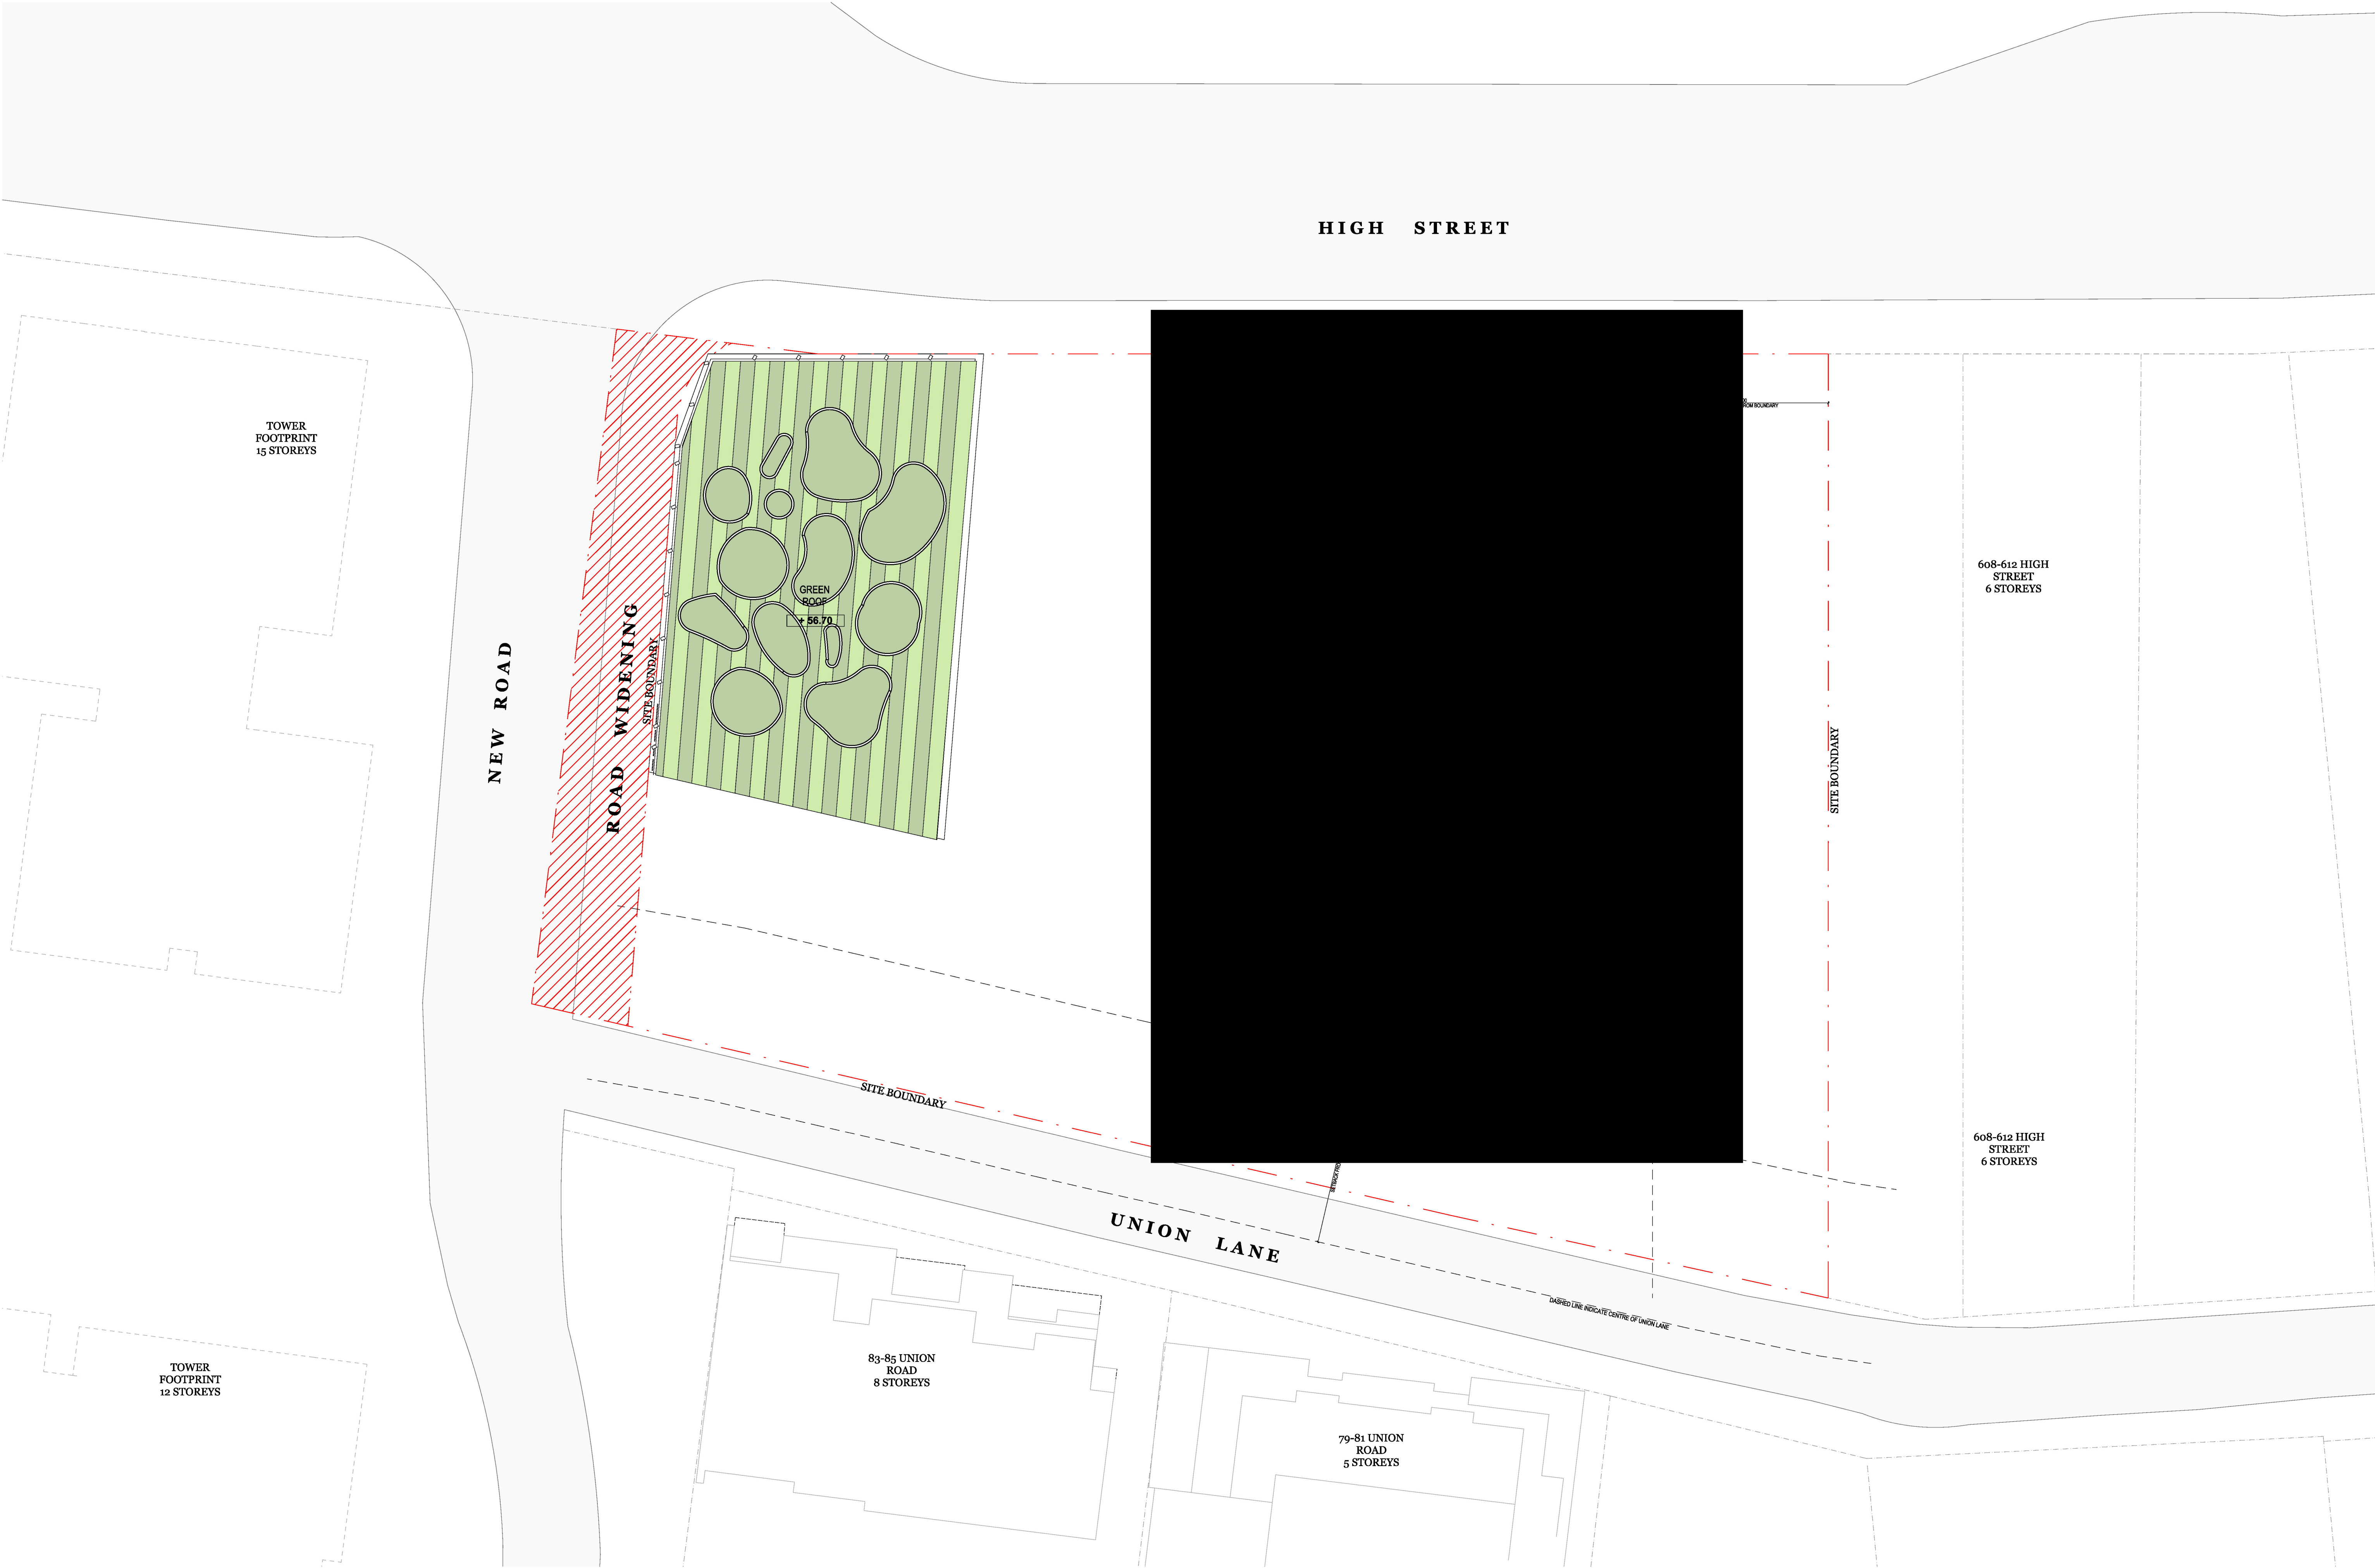 HIGH STREET
FROM BOUNDARY
TOWER
FOOTPRINT
15 STOREYS
608-612 HIGH
STREET
6 STOREYS
GREEN
ROOF
+ 56.70
NEW ROAD
ROAD WIDENING
SITE BOUNDARY
SITE BOUNDARY
SITE BOUNDARY
608-612 HIGH
STREET
6 STOREYS
SETBACK
UNION LANE
DASHED LINE INDICATE CENTRE OF UNION LANE
TOWER
FOOTPRINT
12 STOREYS
83-85 UNION
ROAD
8 STOREYS
79-81 UNION
ROAD
5 STOREYS